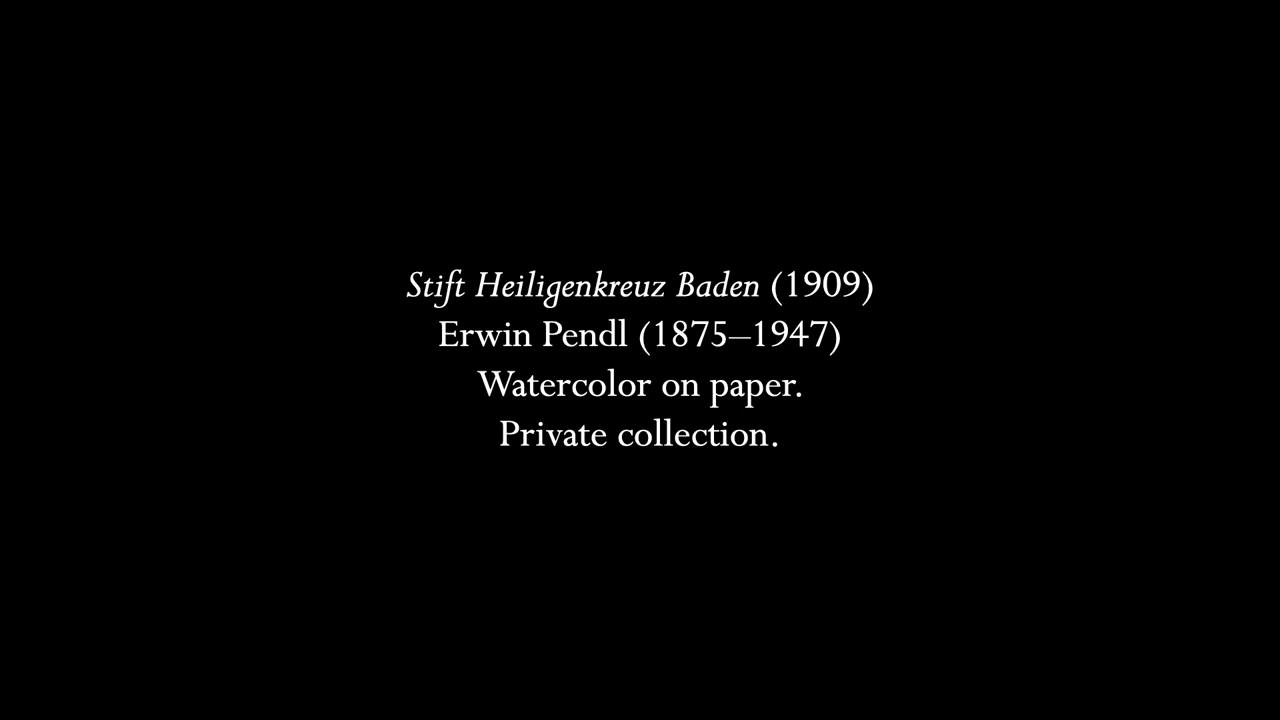 Stift Heiligenkreuz Baden (1909)
Erwin Pendl (1875–1947)
Watercolor on paper.
Private collection.